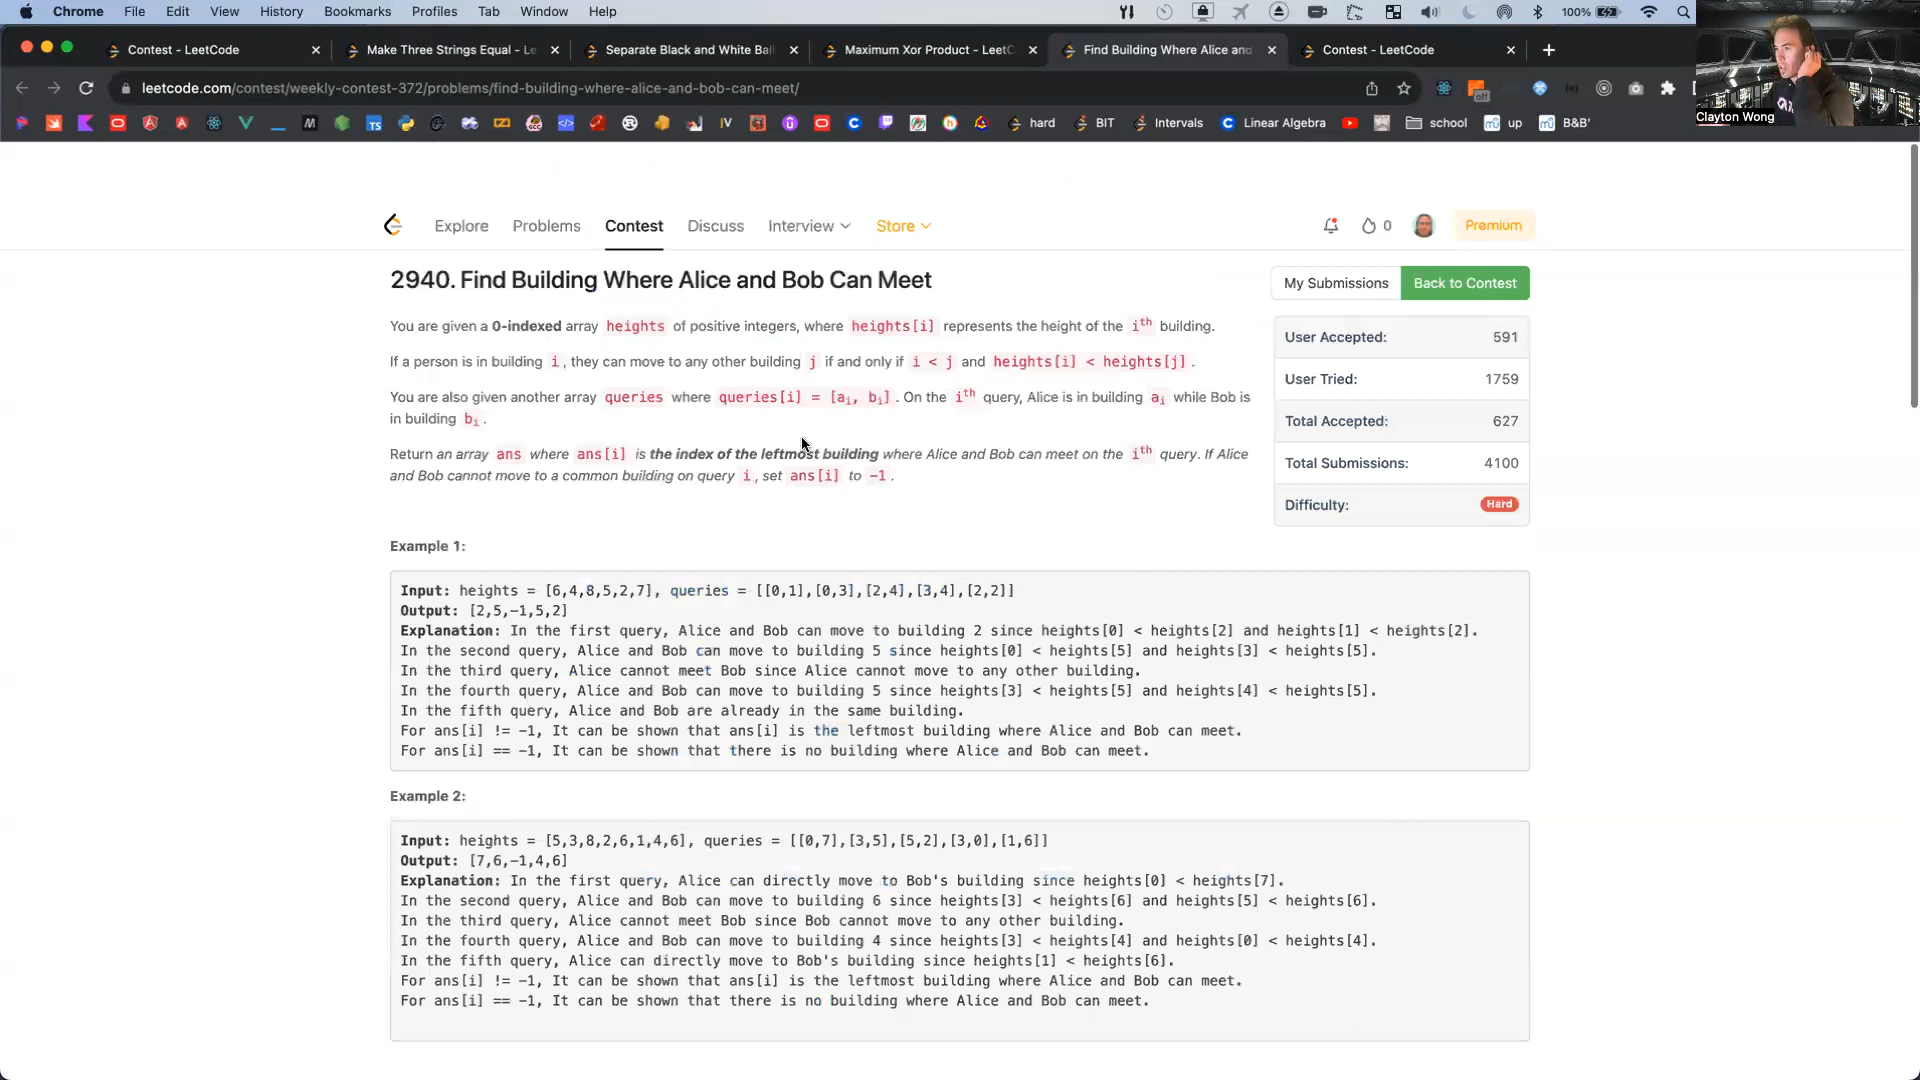 Chrome File Edit View History Bookmarks Profiles Tab Window Help 100%
Contest - LeetCode Make Three Strings Equal - Le Separate Black and White Ball Maximum Xor Product - LeetC Find Building Where Alice and Contest - LeetCode
leetcode.com/contest/weekly-contest-372/problems/find-building-where-alice-and-bob-can-meet/ off
Clayton Wong
TS IV hard BIT Intervals Linear Algebra school up B&B'
Explore Problems Contest Discuss Interview Store 0 Premium
2940. Find Building Where Alice and Bob Can Meet
My Submissions Back to Contest
You are given a 0-indexed array heights of positive integers, where heights[i] represents the height of the ith building.
If a person is in building i, they can move to any other building j if and only if i < j and heights[i] < heights[j].
You are also given another array queries where queries[i] = [ai, bi]. On the ith query, Alice is in building ai while Bob is
in building bi.
Return an array ans where ans[i] is the index of the leftmost building where Alice and Bob can meet on the ith query. If Alice
and Bob cannot move to a common building on query i, set ans[i] to -1.
User Accepted: 591
User Tried: 1759
Total Accepted: 627
Total Submissions: 4100
Difficulty: Hard
Example 1:
Input: heights = [6,4,8,5,2,7], queries = [[0,1],[0,3],[2,4],[3,4],[2,2]]
Output: [2,5,-1,5,2]
Explanation: In the first query, Alice and Bob can move to building 2 since heights[0] < heights[2] and heights[1] < heights[2].
In the second query, Alice and Bob can move to building 5 since heights[0] < heights[5] and heights[3] < heights[5].
In the third query, Alice cannot meet Bob since Alice cannot move to any other building.
In the fourth query, Alice and Bob can move to building 5 since heights[3] < heights[5] and heights[4] < heights[5].
In the fifth query, Alice and Bob are already in the same building.
For ans[i] != -1, It can be shown that ans[i] is the leftmost building where Alice and Bob can meet.
For ans[i] == -1, It can be shown that there is no building where Alice and Bob can meet.
Example 2:
Input: heights = [5,3,8,2,6,1,4,6], queries = [[0,7],[3,5],[5,2],[3,0],[1,6]]
Output: [7,6,-1,4,6]
Explanation: In the first query, Alice can directly move to Bob's building since heights[0] < heights[7].
In the second query, Alice and Bob can move to building 6 since heights[3] < heights[6] and heights[5] < heights[6].
In the third query, Alice cannot meet Bob since Bob cannot move to any other building.
In the fourth query, Alice and Bob can move to building 4 since heights[3] < heights[4] and heights[0] < heights[4].
In the fifth query, Alice can directly move to Bob's building since heights[1] < heights[6].
For ans[i] != -1, It can be shown that ans[i] is the leftmost building where Alice and Bob can meet.
For ans[i] == -1, It can be shown that there is no building where Alice and Bob can meet.